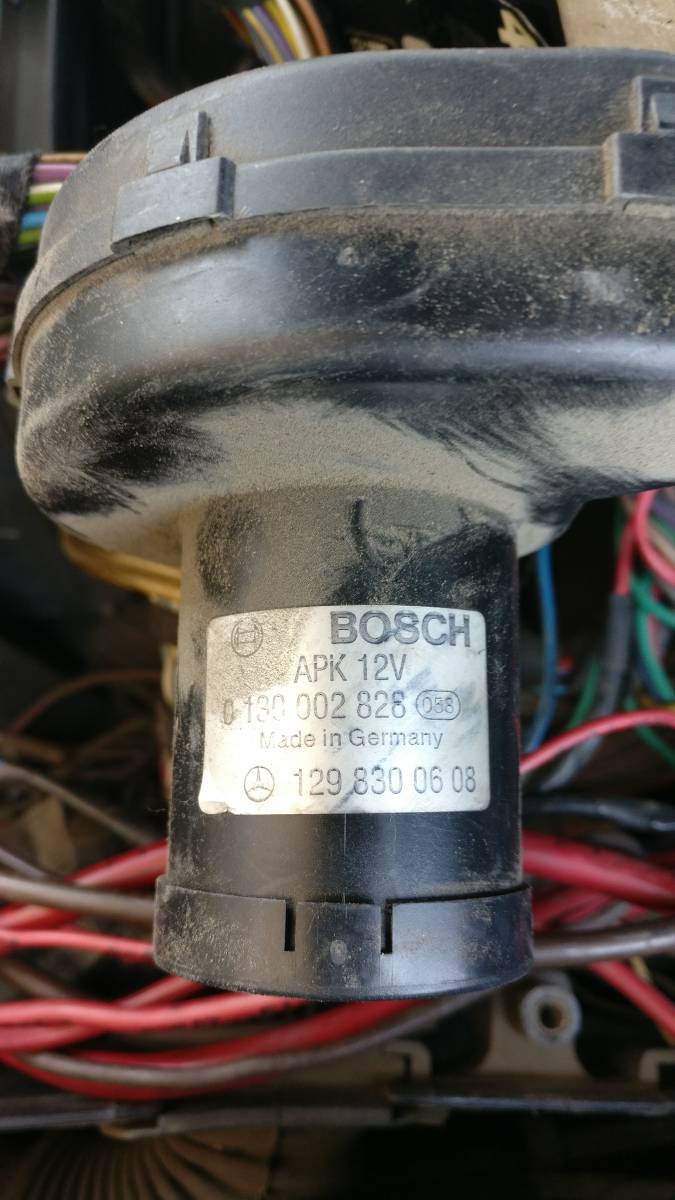 BOSCH
APK 12V
0 130 002 828 058
Made in Germany
129 830 06 08